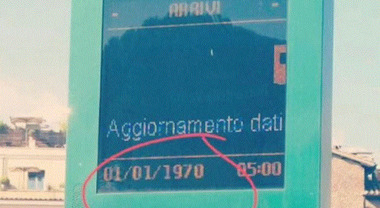 - ARRIVI -
Aggiornamento dati
01/01/1970 05:00